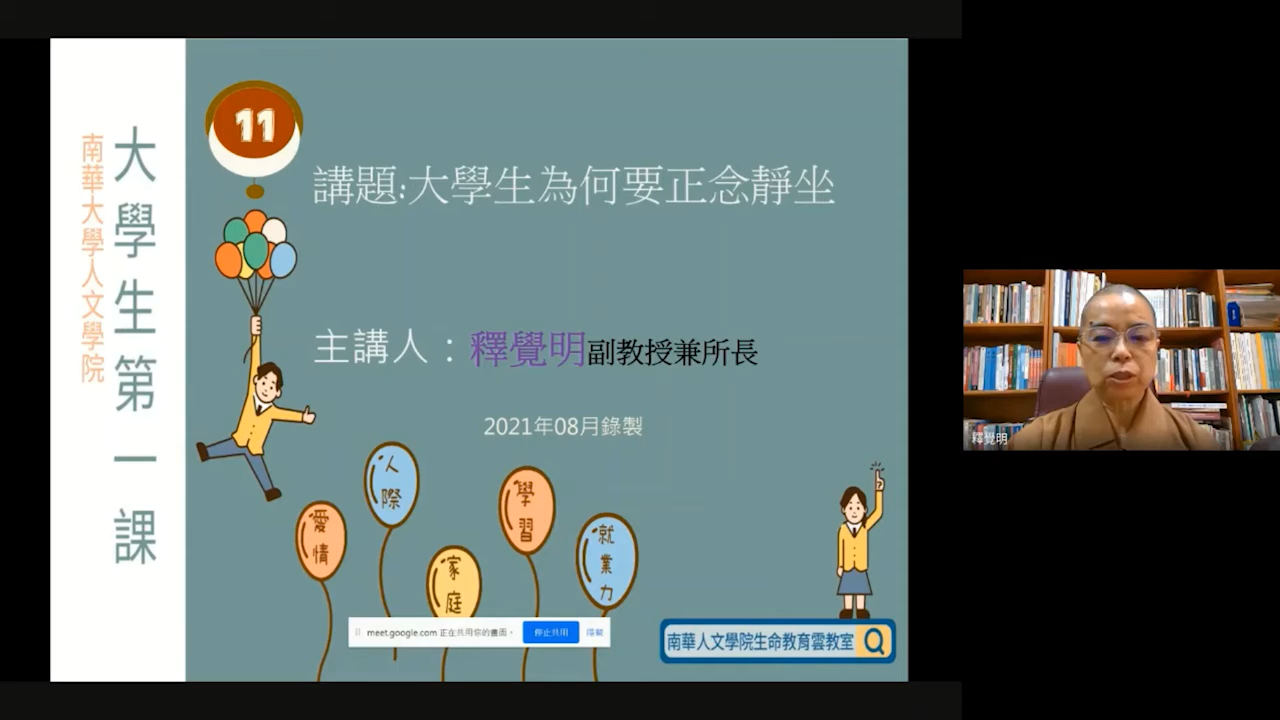 大學生第一課
南華大學人文學院
11
講題:大學生為何要正念靜坐
主講人：釋覺明副教授兼所長
2021年08月錄製
愛情
人際
家庭
學習
就業力
meet.google.com 正在共用你的畫面。
停止共用
隱藏
南華人文學院生命教育雲教室
釋覺明